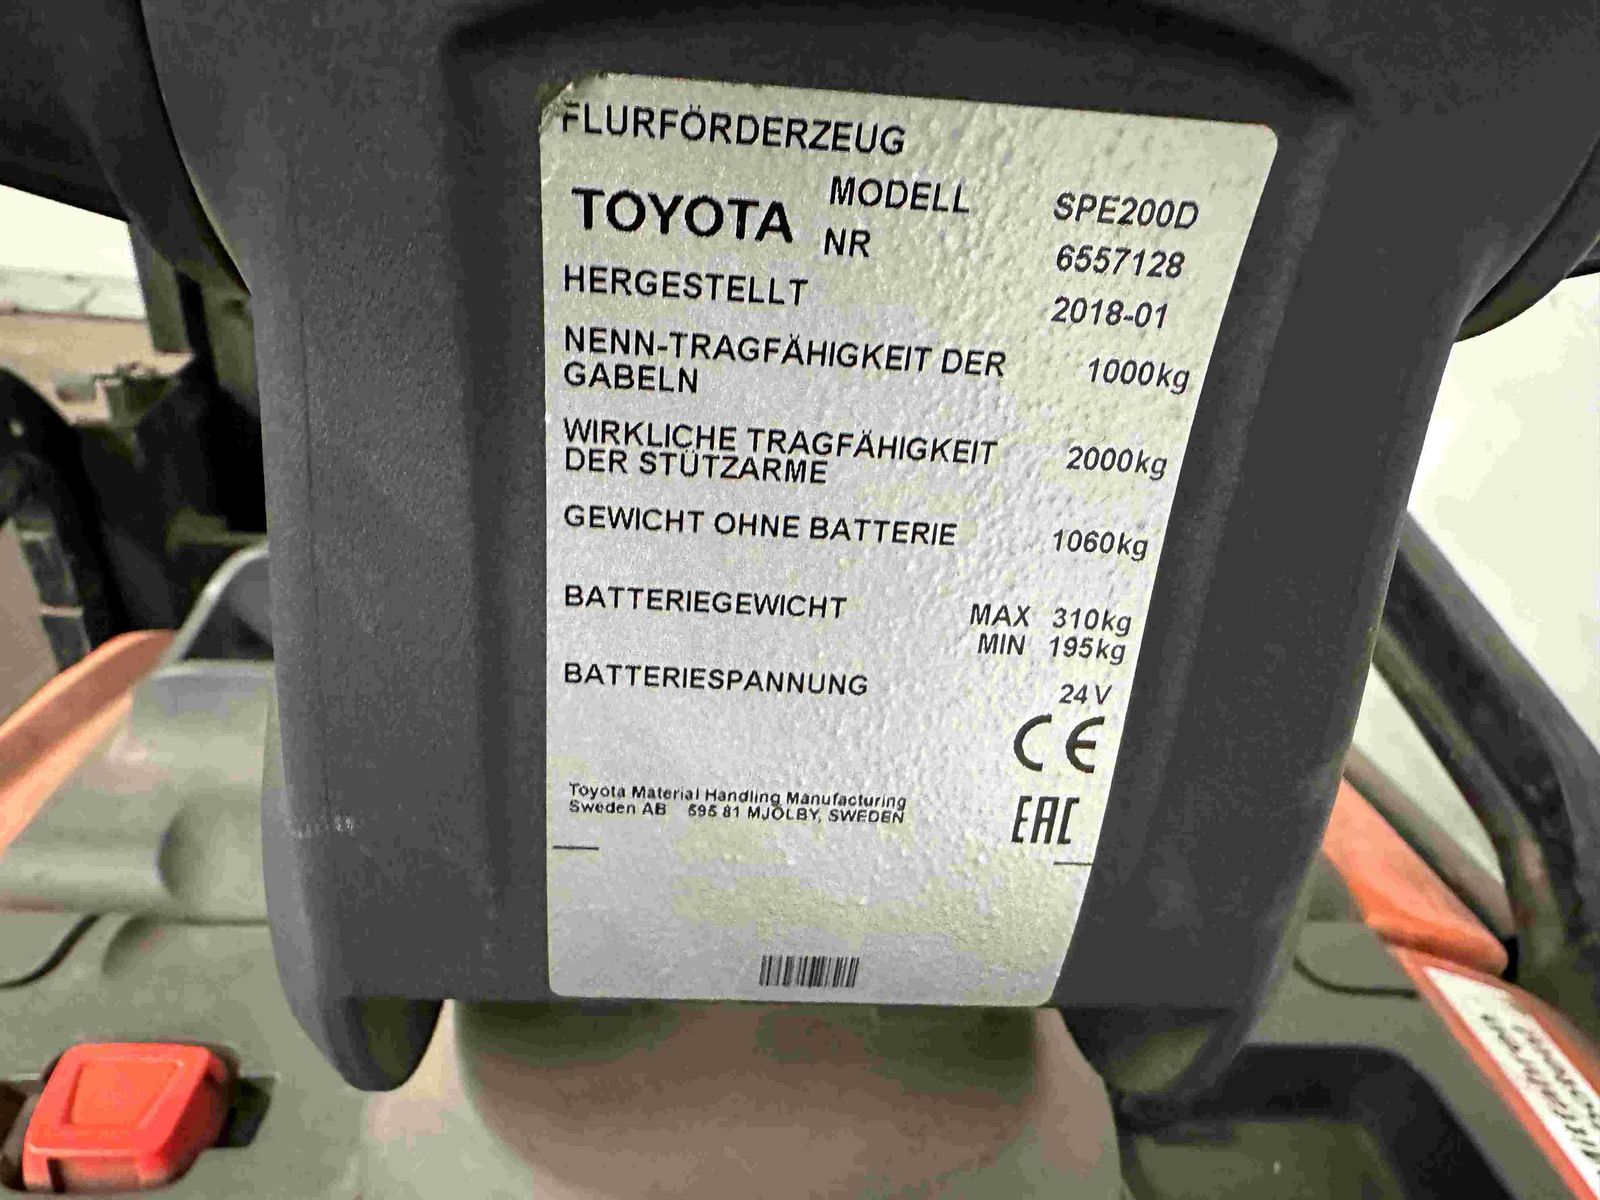 FLURFÖRDERZEUG
TOYOTA MODELL SPE200D
NR 6557128
HERGESTELLT 2018-01
NENN-TRAGFÄHIGKEIT DER GABELN 1000kg
WIRKLICHE TRAGFÄHIGKEIT DER STÜTZARME 2000kg
GEWICHT OHNE BATTERIE 1060kg
BATTERIEGEWICHT MAX 310kg
MIN 195kg
BATTERIESPANNUNG 24V
CE
Toyota Material Handling Manufacturing
Sweden AB 595 81 MJÖLBY, SWEDEN
EAC